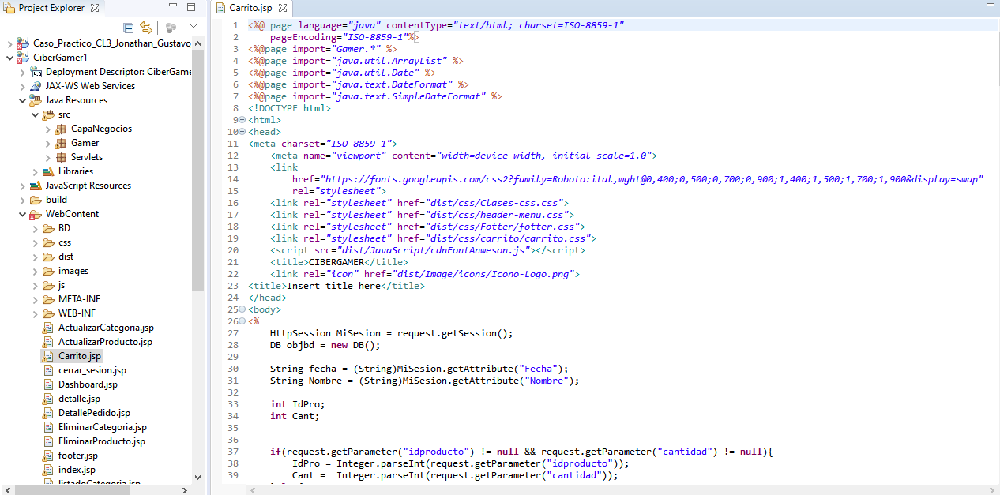 Project Explorer
Caso_Practico_CL3_Jonathan_Gustavo
CiberGamer1
Deployment Descriptor: CiberGame
JAX-WS Web Services
Java Resources
src
CapaNegocios
Gamer
Servlets
Libraries
JavaScript Resources
build
WebContent
BD
css
dist
images
js
META-INF
WEB-INF
ActualizarCategoria.jsp
ActualizarProducto.jsp
Carrito.jsp
cerrar_sesion.jsp
Dashboard.jsp
detalle.jsp
DetallePedido.jsp
EliminarCategoria.jsp
EliminarProducto.jsp
footer.jsp
index.jsp
listadoCategoria.jsp
Carrito.jsp
1 <%@ page language="java" contentType="text/html; charset=ISO-8859-1"
2     pageEncoding="ISO-8859-1"%>
3 <%@page import="Gamer.*" %>
4 <%@page import="java.util.ArrayList" %>
5 <%@page import="java.util.Date" %>
6 <%@page import="java.text.DateFormat" %>
7 <%@page import="java.text.SimpleDateFormat" %>
8 <!DOCTYPE html>
9 <html>
10 <head>
11 <meta charset="ISO-8859-1">
12     <meta name="viewport" content="width=device-width, initial-scale=1.0">
13     <link
14         href="https://fonts.googleapis.com/css2?family=Roboto:ital,wght@0,400;0,500;0,700;0,900;1,400;1,500;1,700;1,900&display=swap"
15         rel="stylesheet">
16     <link rel="stylesheet" href="dist/css/Clases-css.css">
17     <link rel="stylesheet" href="dist/css/header-menu.css">
18     <link rel="stylesheet" href="dist/css/Fotter/fotter.css">
19     <link rel="stylesheet" href="dist/css/carrito/carrito.css">
20     <script src="dist/JavaScript/cdnFontAnweson.js"></script>
21     <title>CIBERGAMER</title>
22     <link rel="icon" href="dist/Image/icons/Icono-Logo.png">
23 <title>Insert title here</title>
24 </head>
25 <body>
26 <%
27     HttpSession MiSesion = request.getSession();
28     DB objbd = new DB();
29
30     String fecha = (String)MiSesion.getAttribute("Fecha");
31     String Nombre = (String)MiSesion.getAttribute("Nombre");
32
33     int IdPro;
34     int Cant;
35
36
37     if(request.getParameter("idproducto") != null && request.getParameter("cantidad") != null){
38         IdPro = Integer.parseInt(request.getParameter("idproducto"));
39         Cant =  Integer.parseInt(request.getParameter("cantidad"));